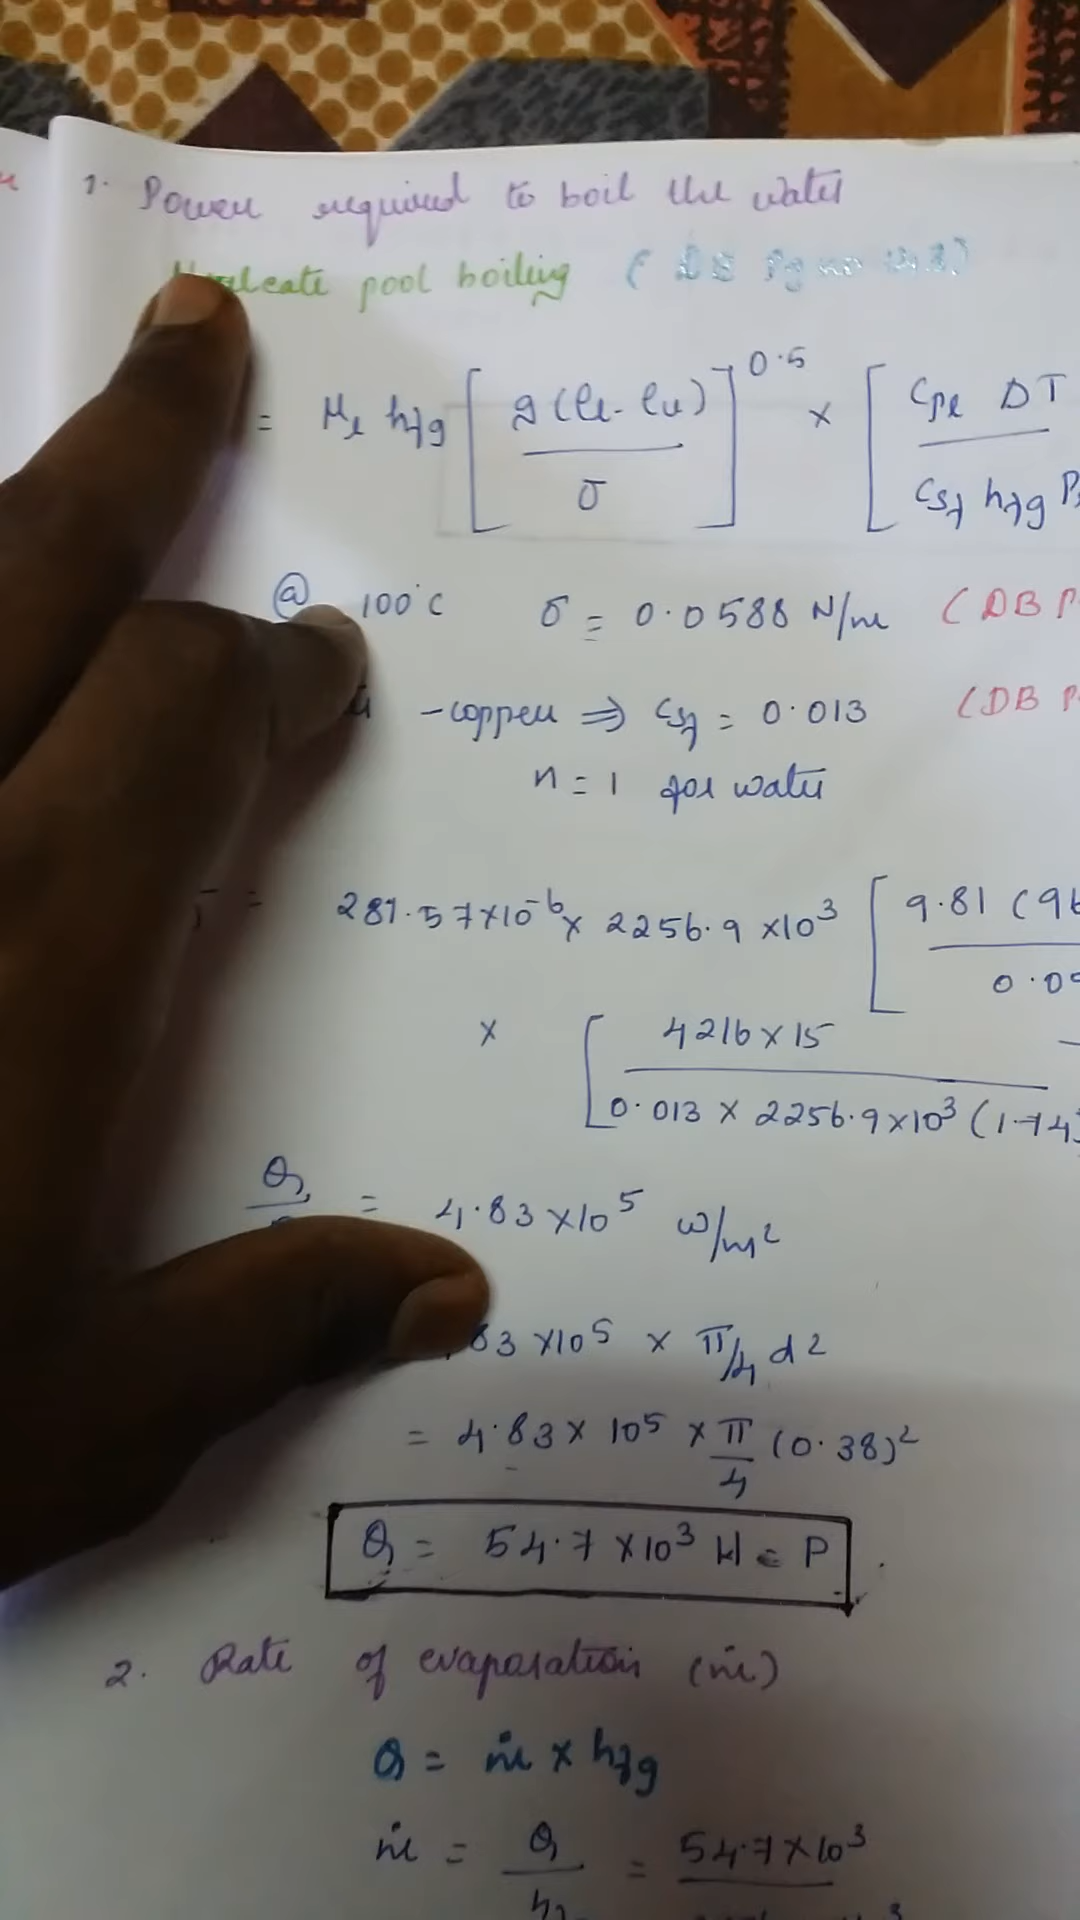 1. Power required to boil the water
pool boiling
= μl hfg [ g(ρl - ρv) / σ ]^0.5 × [ Cpl ΔT / Csf hfg
@ 100°C σ = 0.0588 N/m (DB
- copper ⇒ Csf = 0.013 (DB
n = 1 for water
= 281.57×10^-6 × 2256.9 ×10^3 [ 9.81 (96
0.05
× [ 4216 × 15 / 0.013 × 2256.9×10^3 (1.74
Q = 4.83×10^5 W/m²
83 ×10^5 × π/4 d²
= 4.83 × 10^5 × π/4 (0.38)²
Q = 54.7 ×10^3 W = P
2. Rate of evaporation (ṁ)
Q = ṁ × hfg
ṁ = Q / h = 54.7×10^3